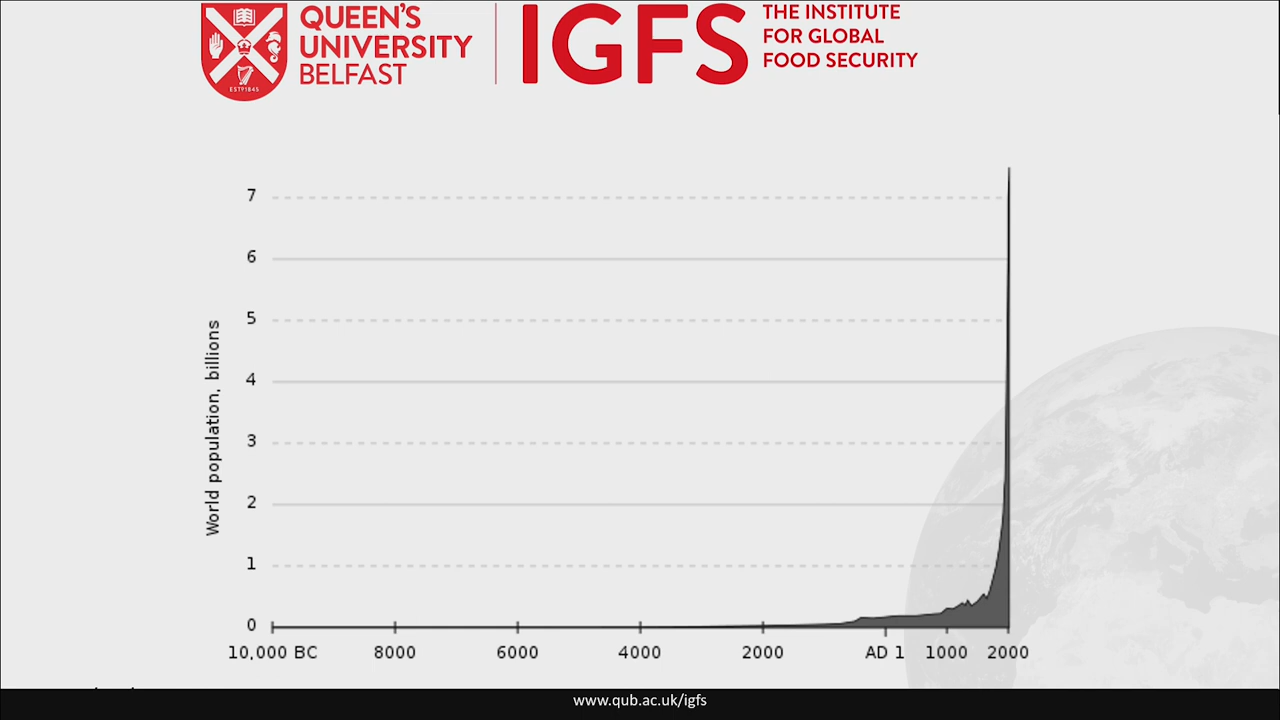 QUEEN'S
UNIVERSITY
BELFAST
ESTD1845
IGFS
THE INSTITUTE
FOR GLOBAL
FOOD SECURITY
World population, billions
7
6
5
4
3
2
1
0
10,000 BC 8000 6000 4000 2000 AD 1 1000 2000
www.qub.ac.uk/igfs